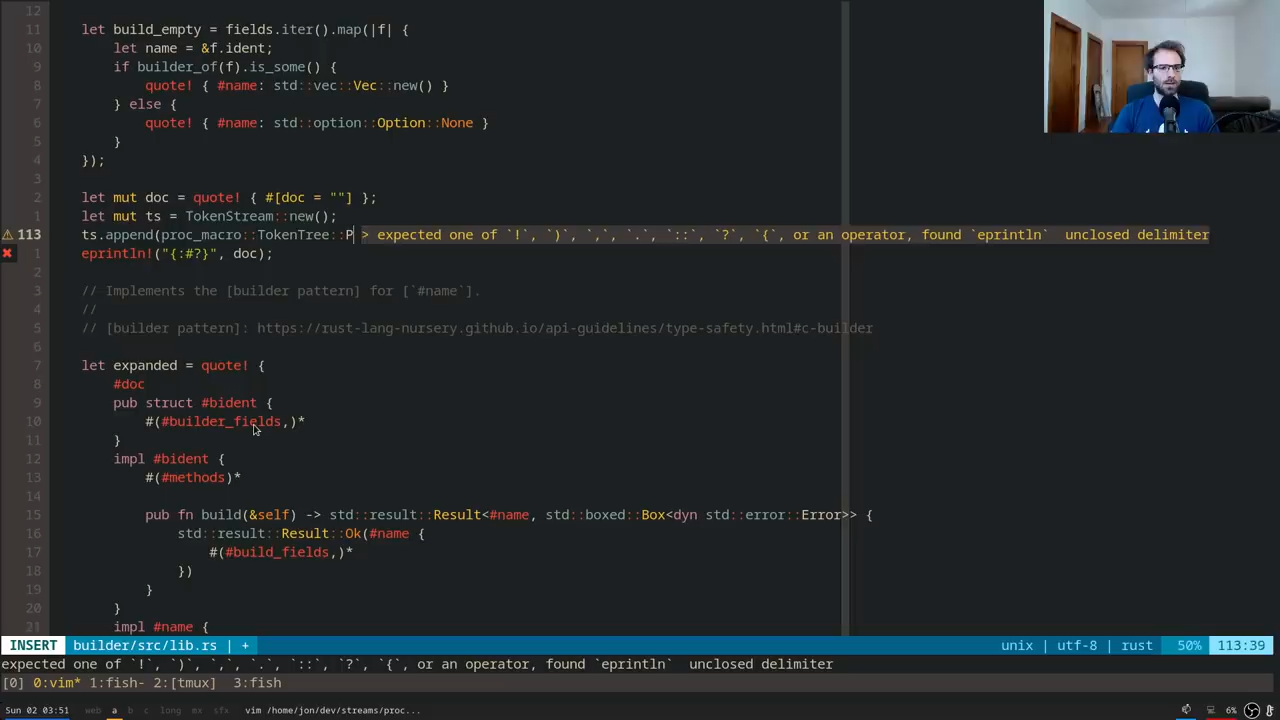 12
11 let build_empty = fields.iter().map(|f| {
10 let name = &f.ident;
9 if builder_of(f).is_some() {
8 quote! { #name: std::vec::Vec::new() }
7 } else {
6 quote! { #name: std::option::Option::None }
5 }
4 });
3
2 let mut doc = quote! { #[doc = ""] };
1 let mut ts = TokenStream::new();
⚠ 113 ts.append(proc_macro::TokenTree::P > expected one of `!`, `)`, `,`, `.`, `::`, `?`, `{`, or an operator, found `eprintln` unclosed delimiter
✖ 1 eprintln!("{:#?}", doc);
2
3 // Implements the [builder pattern] for [`#name`].
4 //
5 // [builder pattern]: https://rust-lang-nursery.github.io/api-guidelines/type-safety.html#c-builder
6
7 let expanded = quote! {
8 #doc
9 pub struct #bident {
10 #(#builder_fields,)*
11 }
12 impl #bident {
13 #(#methods)*
14
15 pub fn build(&self) -> std::result::Result<#name, std::boxed::Box<dyn std::error::Error>> {
16 std::result::Result::Ok(#name {
17 #(#build_fields,)*
18 })
19 }
20 }
21 impl #name {
INSERT builder/src/lib.rs | + unix | utf-8 | rust 50% 113:39
expected one of `!`, `)`, `,`, `.`, `::`, `?`, `{`, or an operator, found `eprintln` unclosed delimiter
[0] 0:vim* 1:fish- 2:[tmux] 3:fish
Sun 02 03:51 web a b c long mx sfx vim /home/jon/dev/streams/proc... 6%